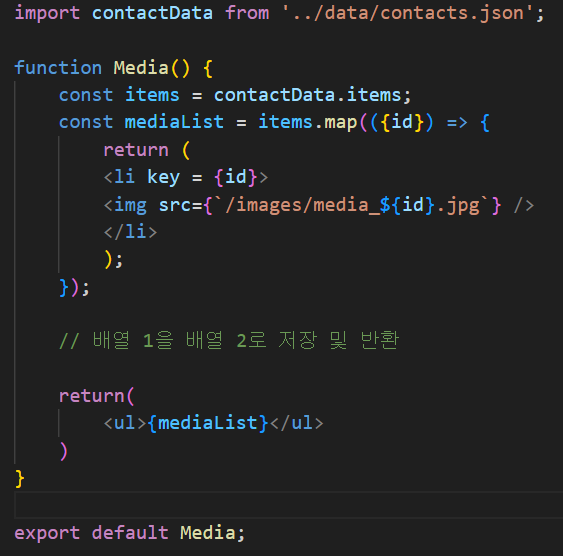 import contactData from '../data/contacts.json';
function Media() {
const items = contactData.items;
const mediaList = items.map(({id}) => {
return (
<li key = {id}>
<img src={`/images/media_${id}.jpg`} />
</li>
);
});
// 배열 1을 배열 2로 저장 및 반환
return(
<ul>{mediaList}</ul>
)
}
export default Media;